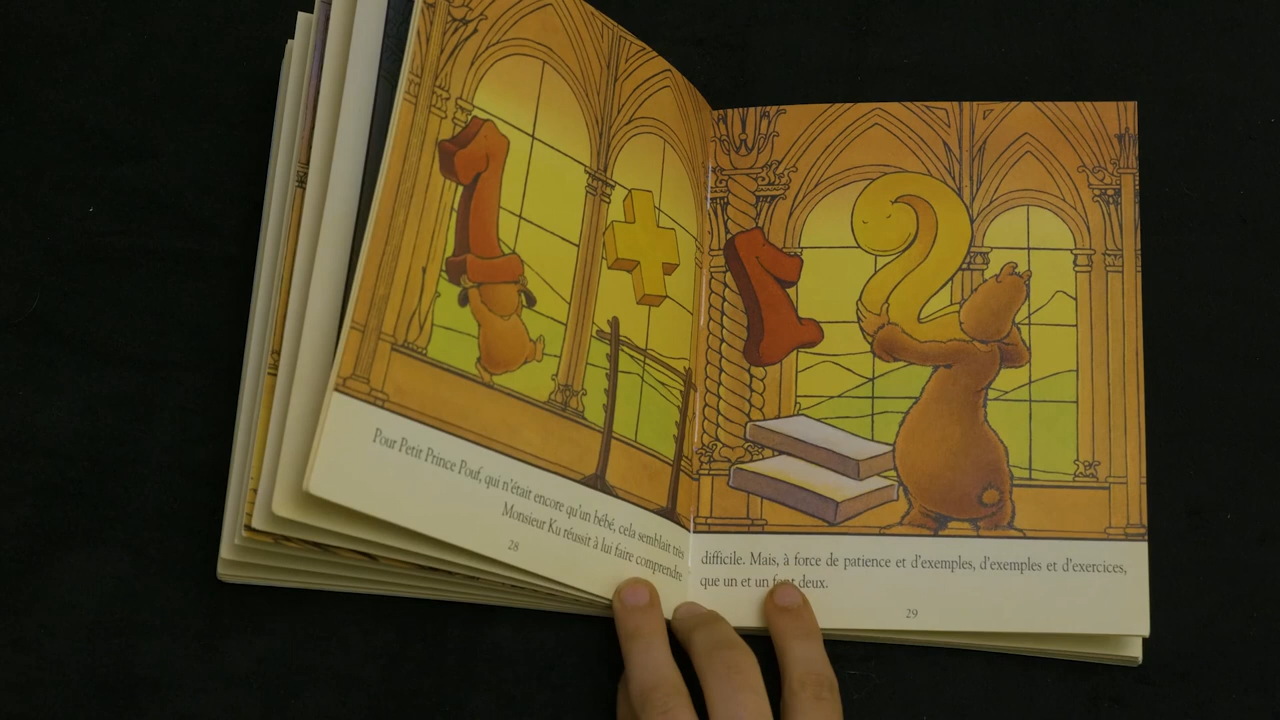 Pour Petit Prince Pouf, qui n'était encore qu'un bébé, cela semblait très
Monsieur Ku réussit à lui faire comprendre
28
difficile. Mais, à force de patience et d'exemples, d'exemples et d'exercices,
que un et un font deux.
29